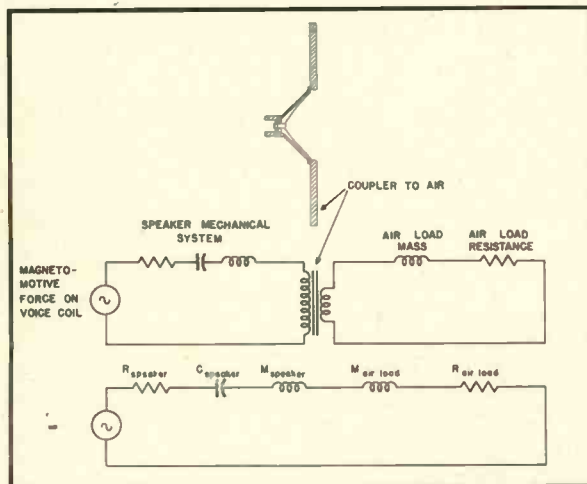 COUPLER TO AIR
SPEAKER MECHANICAL
SYSTEM
AIR LOAD
MASS
AIR LOAD
RESISTANCE
MAGNETO-
MOTIVE
FORCE ON
VOICE COIL
R speaker
C speaker
M speaker
M air load
R air load